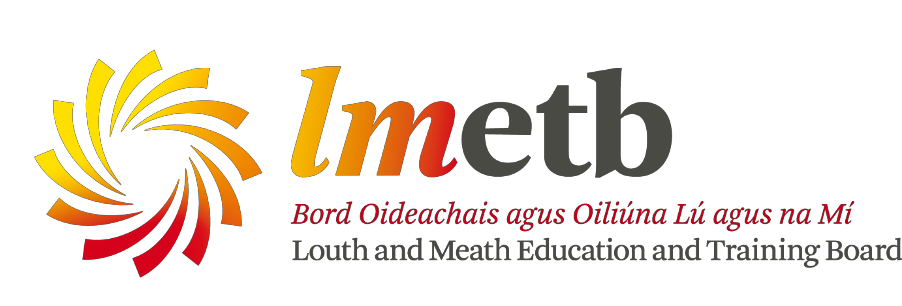 lmetb
Bord Oideachais agus Oiliúna Lú agus na Mí
Louth and Meath Education and Training Board